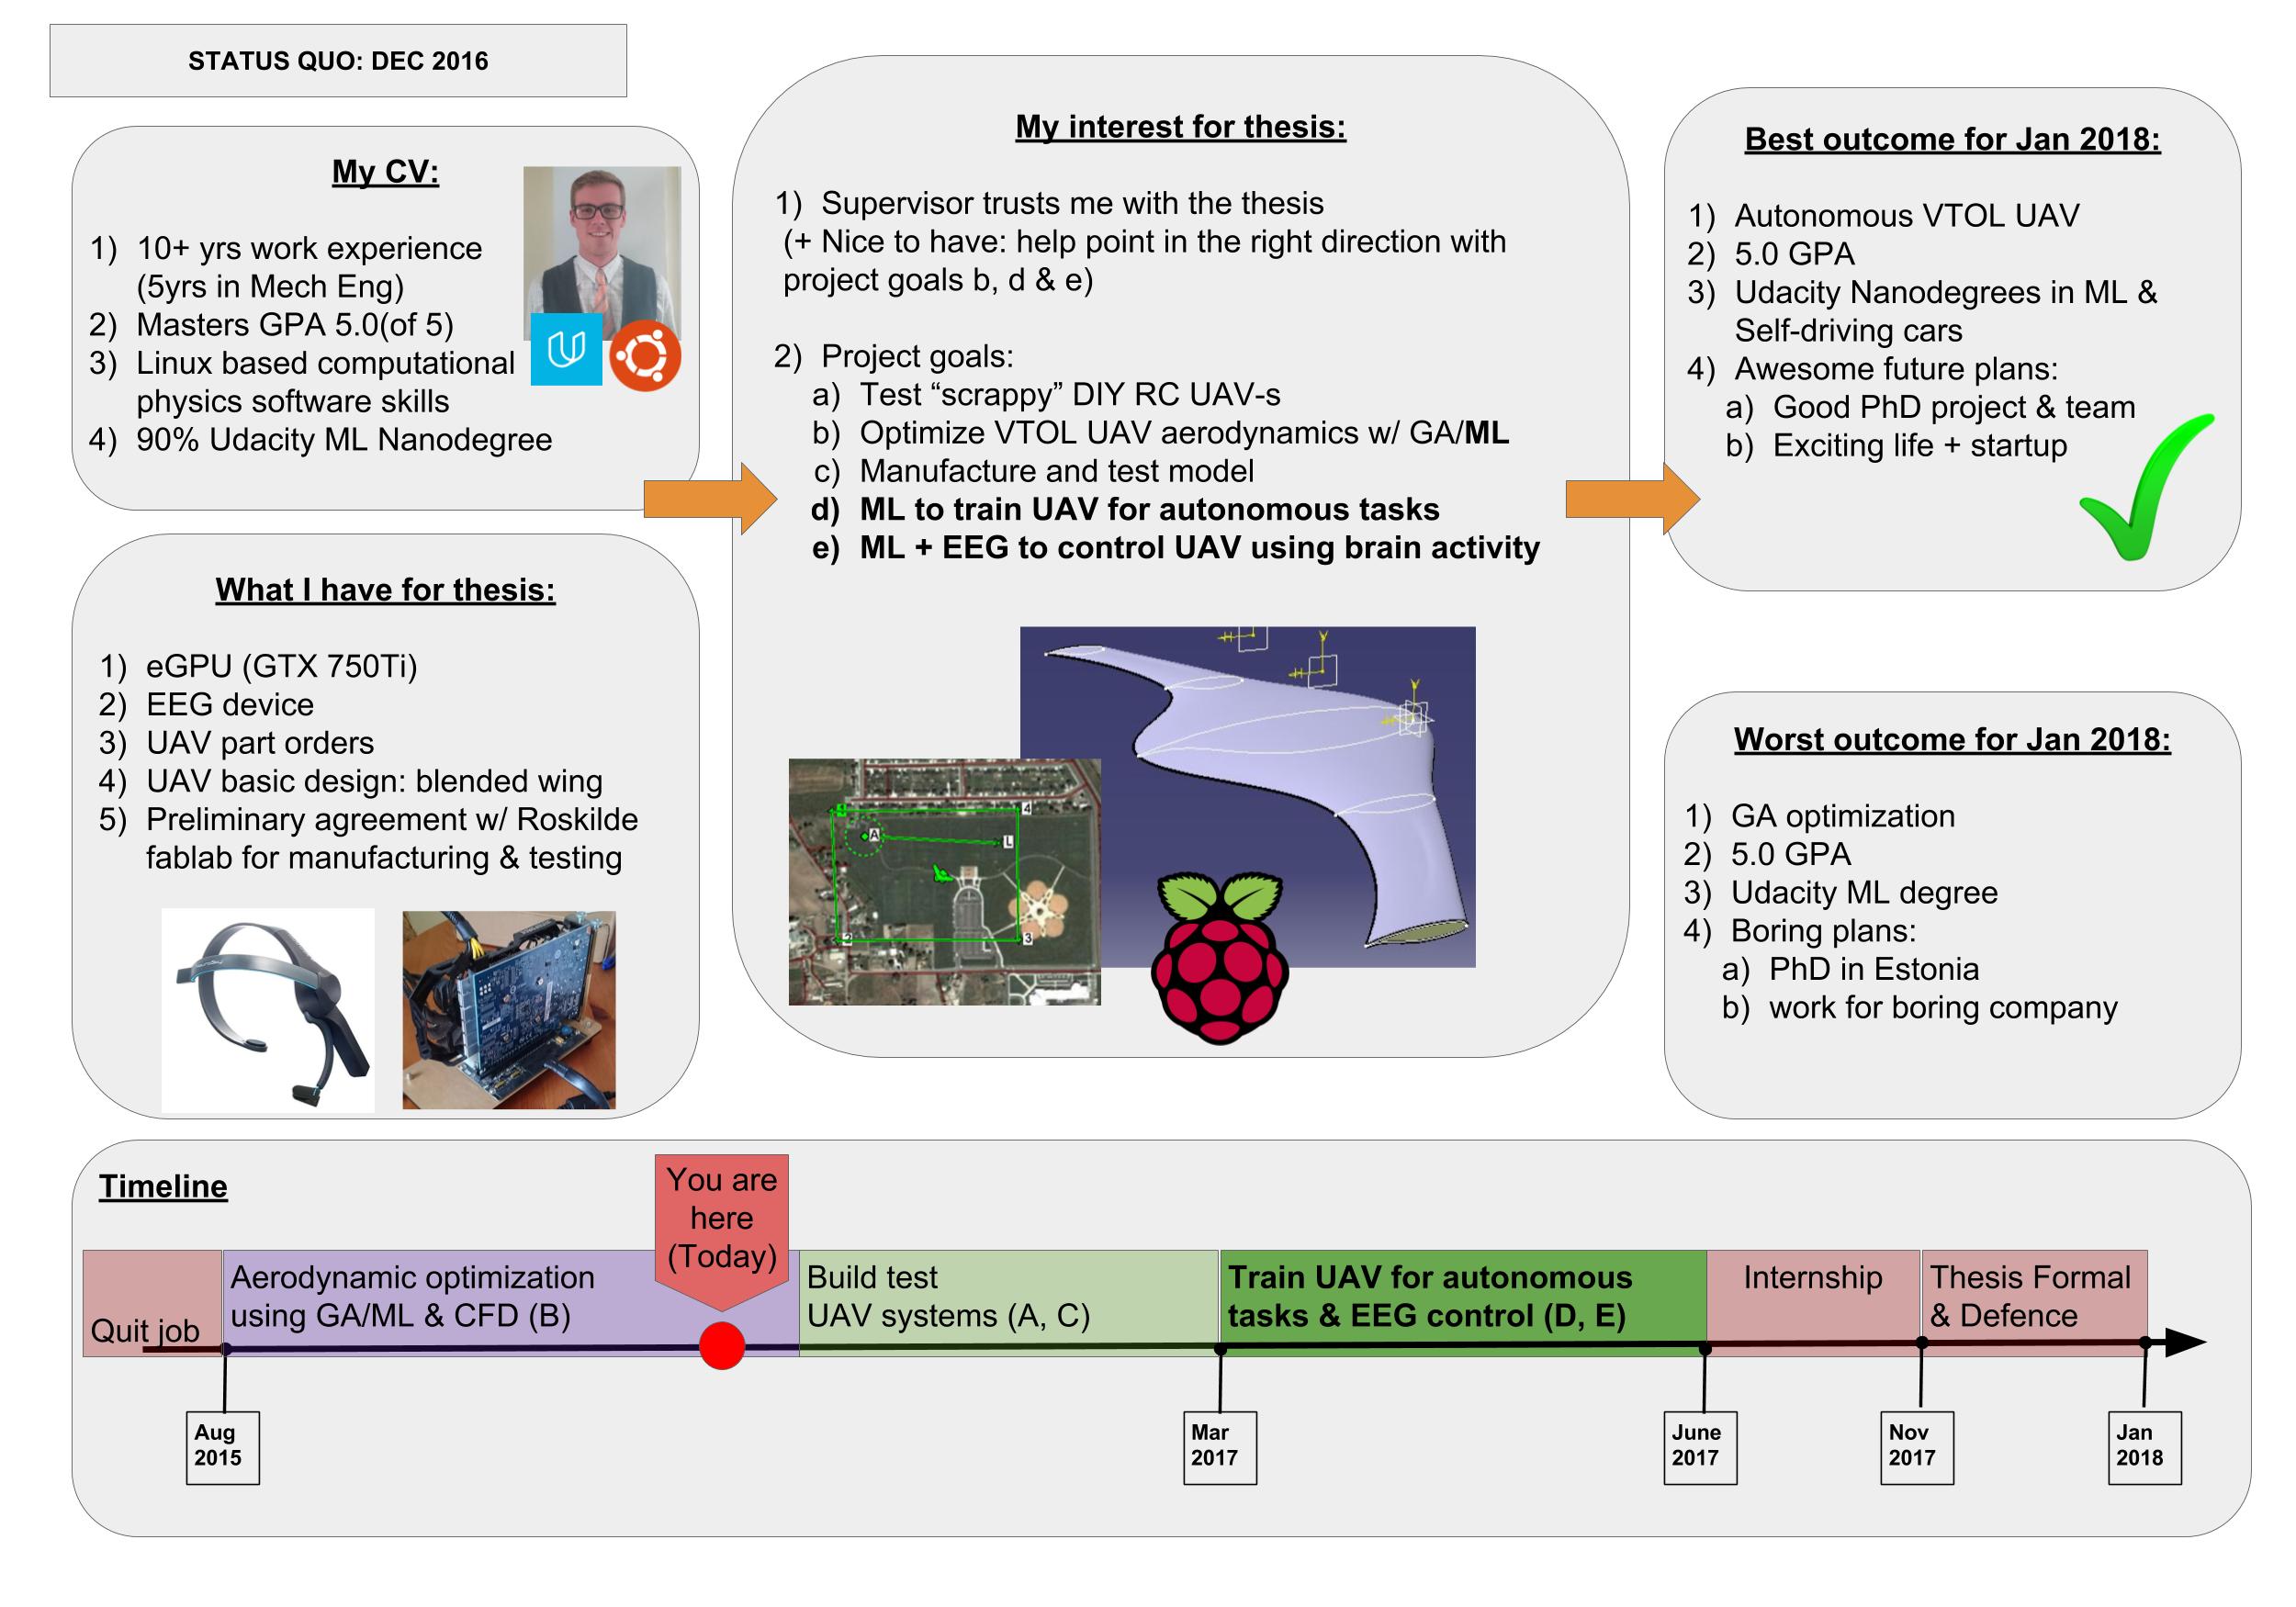 STATUS QUO: DEC 2016
My CV:
1) 10+ yrs work experience
(5yrs in Mech Eng)
2) Masters GPA 5.0(of 5)
3) Linux based computational
physics software skills
4) 90% Udacity ML Nanodegree
What I have for thesis:
1) eGPU (GTX 750Ti)
2) EEG device
3) UAV part orders
4) UAV basic design: blended wing
5) Preliminary agreement w/ Roskilde
fablab for manufacturing & testing
My interest for thesis:
1) Supervisor trusts me with the thesis
(+ Nice to have: help point in the right direction with
project goals b, d & e)
2) Project goals:
a) Test “scrappy” DIY RC UAV-s
b) Optimize VTOL UAV aerodynamics w/ GA/ML
c) Manufacture and test model
d) ML to train UAV for autonomous tasks
e) ML + EEG to control UAV using brain activity
H
Y
H
Y
4
A
L
2
3
Best outcome for Jan 2018:
1) Autonomous VTOL UAV
2) 5.0 GPA
3) Udacity Nanodegrees in ML &
Self-driving cars
4) Awesome future plans:
a) Good PhD project & team
b) Exciting life + startup
Worst outcome for Jan 2018:
1) GA optimization
2) 5.0 GPA
3) Udacity ML degree
4) Boring plans:
a) PhD in Estonia
b) work for boring company
Timeline
You are
here
(Today)
Quit job
Aerodynamic optimization
using GA/ML & CFD (B)
Build test
UAV systems (A, C)
Train UAV for autonomous
tasks & EEG control (D, E)
Internship
Thesis Formal
& Defence
Aug
2015
Mar
2017
June
2017
Nov
2017
Jan
2018